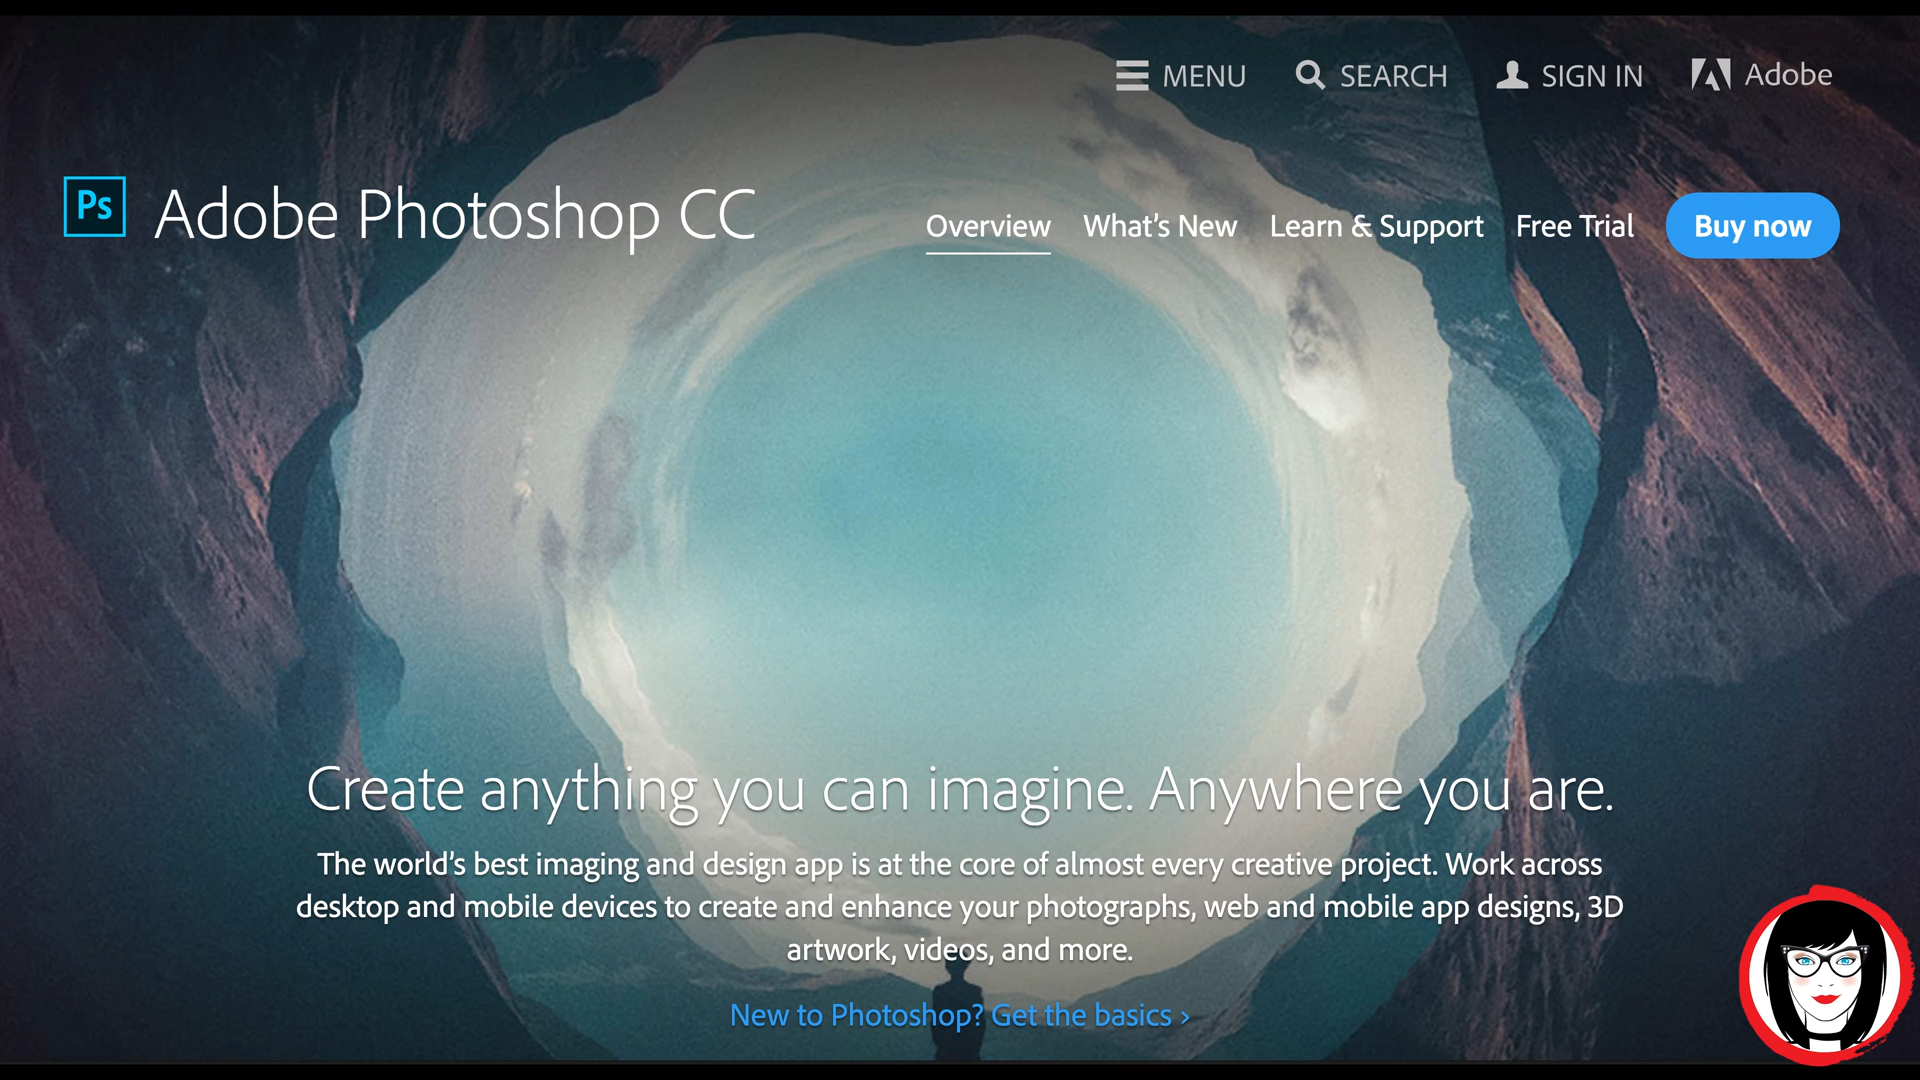 MENU SEARCH SIGN IN Adobe
Ps Adobe Photoshop CC
Overview What's New Learn & Support Free Trial Buy now
Create anything you can imagine. Anywhere you are.
The world's best imaging and design app is at the core of almost every creative project. Work across
desktop and mobile devices to create and enhance your photographs, web and mobile app designs, 3D
artwork, videos, and more.
New to Photoshop? Get the basics ›